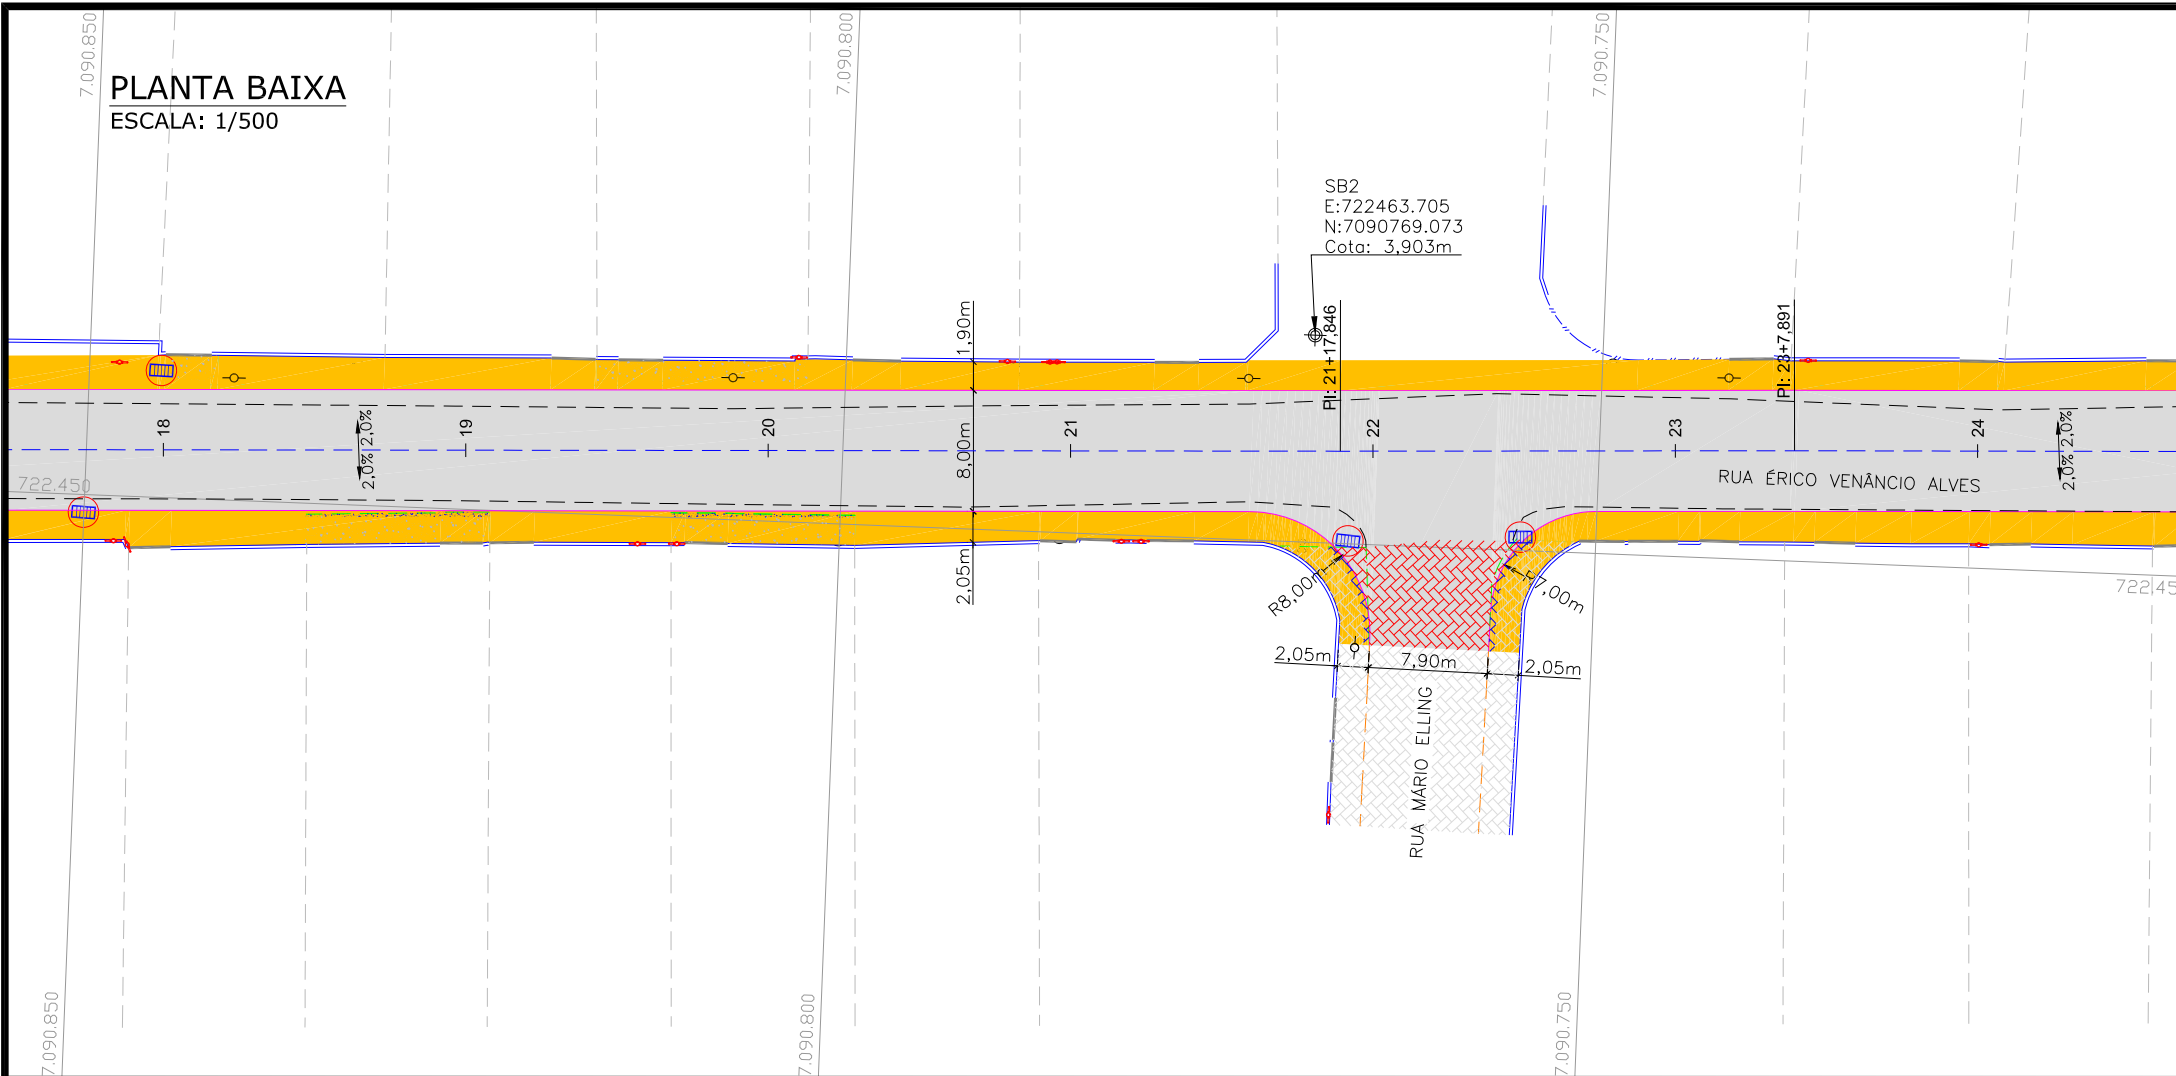 7.090.850
7.090.800
7.090.750
PLANTA BAIXA
ESCALA: 1/500
SB2
E:722463.705
N:7090769.073
Cota: 3,903m
1,90m
PI: 21+17,846
PI: 23+7,891
18
19
20
21
22
23
24
2,0% 2,0%
8,00m
2,0% 2,0%
RUA ÉRICO VENÂNCIO ALVES
722.450
2,05m
R8,00m
R7,00m
722.45
2,05m
7,90m
2,05m
RUA MÁRIO ELLING
7.090.850
7.090.800
7.090.750